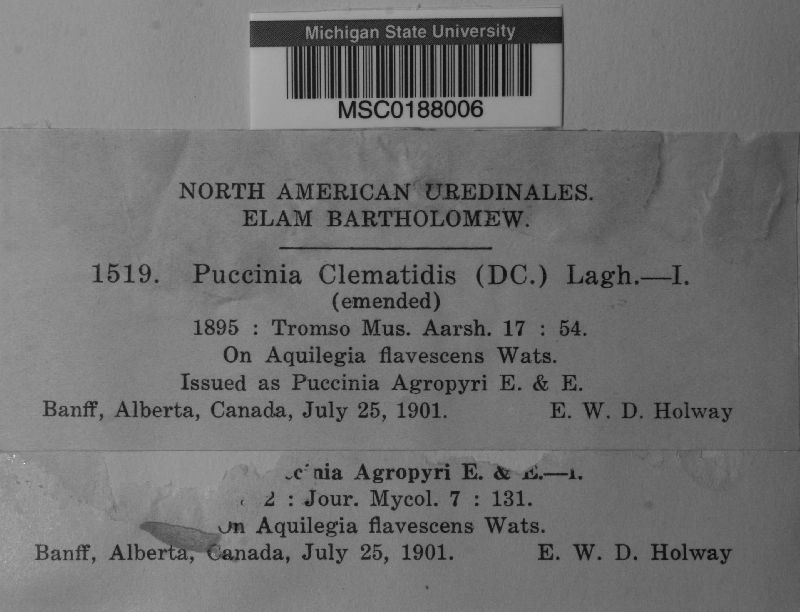 Michigan State University
MSC0188006
NORTH AMERICAN UREDINALES.
ELAM BARTHOLOMEW.
1519. Puccinia Clematidis (DC.) Lagh.—I.
(emended)
1895 : Tromso Mus. Aarsh. 17 : 54.
On Aquilegia flavescens Wats.
Issued as Puccinia Agropyri E. & E.
Banff, Alberta, Canada, July 25, 1901. E. W. D. Holway
Agropyri E. & E.—I.
2 : Jour. Mycol. 7 : 131.
On Aquilegia flavescens Wats.
Banff, Alberta, Canada, July 25, 1901. E. W. D. Holway